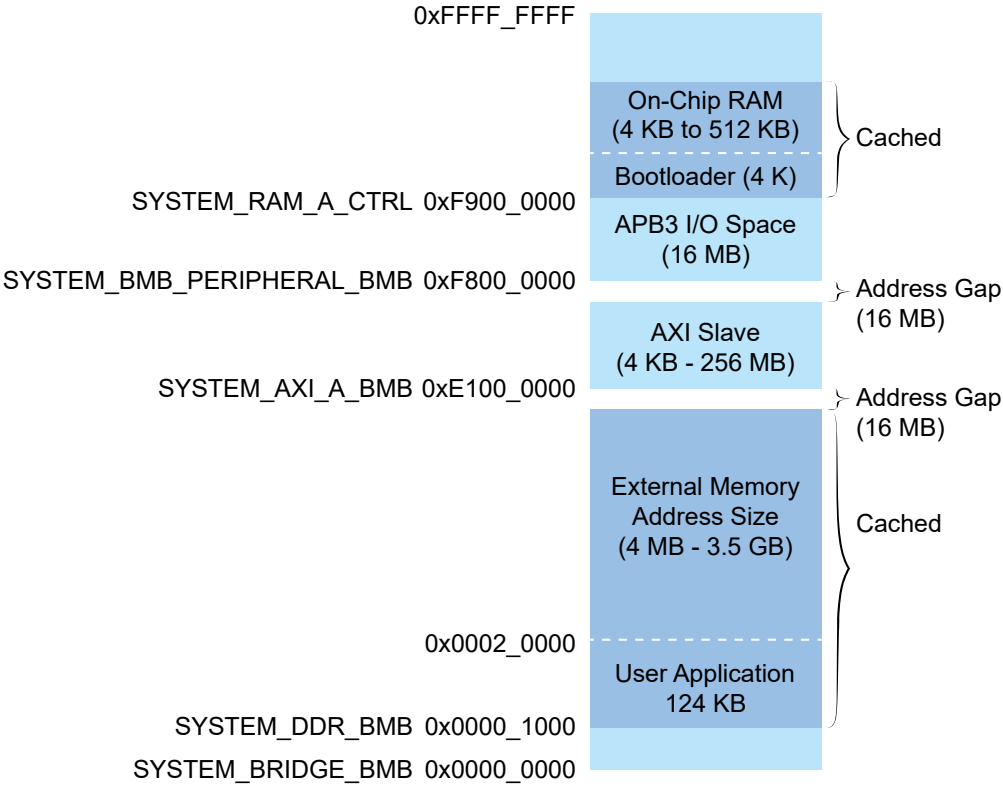 0xFFFF_FFFF
On-Chip RAM
(4 KB to 512 KB)
Cached
Bootloader (4 K)
SYSTEM_RAM_A_CTRL 0xF900_0000
APB3 I/O Space
(16 MB)
SYSTEM_BMB_PERIPHERAL_BMB 0xF800_0000
Address Gap
(16 MB)
AXI Slave
(4 KB - 256 MB)
SYSTEM_AXI_A_BMB 0xE100_0000
Address Gap
(16 MB)
External Memory
Address Size
(4 MB - 3.5 GB)
Cached
0x0002_0000
User Application
124 KB
SYSTEM_DDR_BMB 0x0000_1000
SYSTEM_BRIDGE_BMB 0x0000_0000